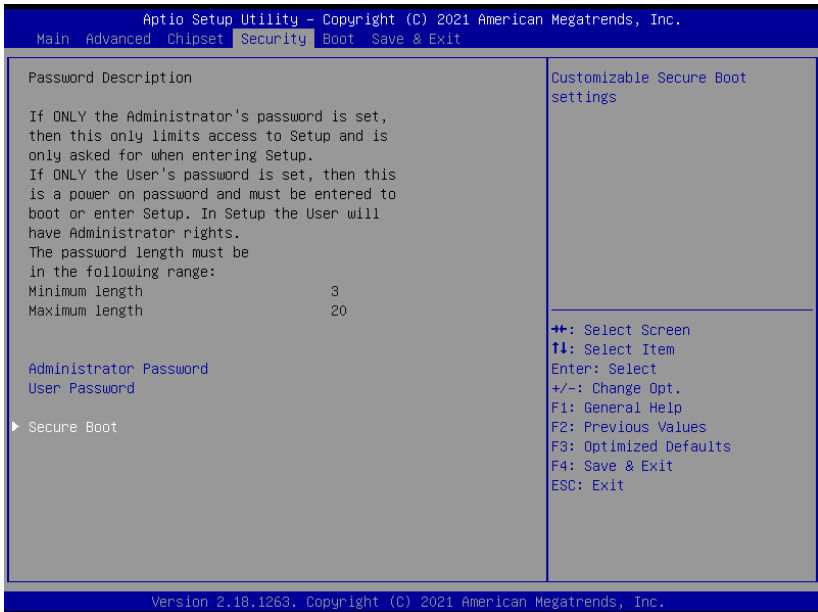 Aptio Setup Utility – Copyright (C) 2021 American Megatrends, Inc.
Main Advanced Chipset Security Boot Save & Exit
Password Description
If ONLY the Administrator's password is set,
then this only limits access to Setup and is
only asked for when entering Setup.
If ONLY the User's password is set, then this
is a power on password and must be entered to
boot or enter Setup. In Setup the User will
have Administrator rights.
The password length must be
in the following range:
Minimum length 3
Maximum length 20
Administrator Password
User Password
Secure Boot
Customizable Secure Boot
settings
→←: Select Screen
↑↓: Select Item
Enter: Select
+/-: Change Opt.
F1: General Help
F2: Previous Values
F3: Optimized Defaults
F4: Save & Exit
ESC: Exit
Version 2.18.1263. Copyright (C) 2021 American Megatrends, Inc.